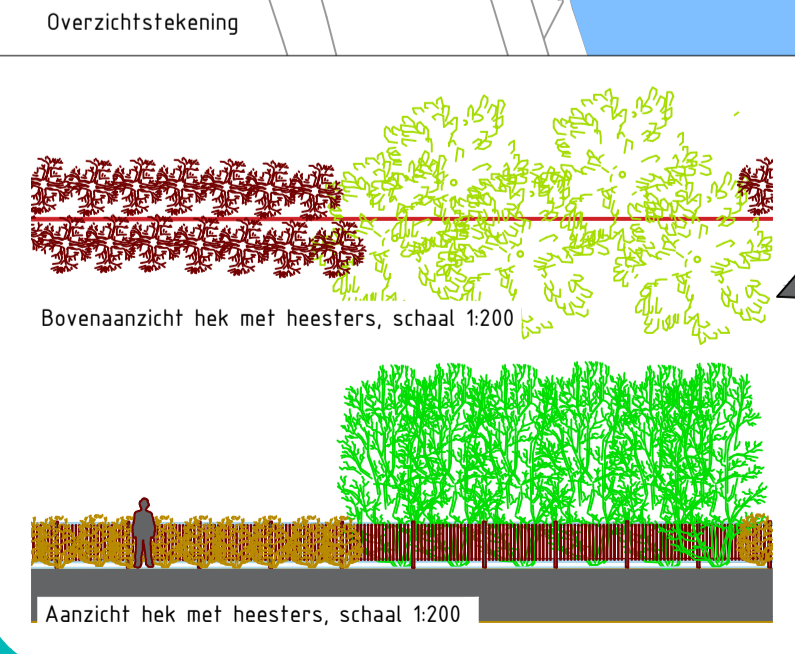 Overzichtstekening
Bovenaanzicht hek met heesters, schaal 1:200
Aanzicht hek met heesters, schaal 1:200